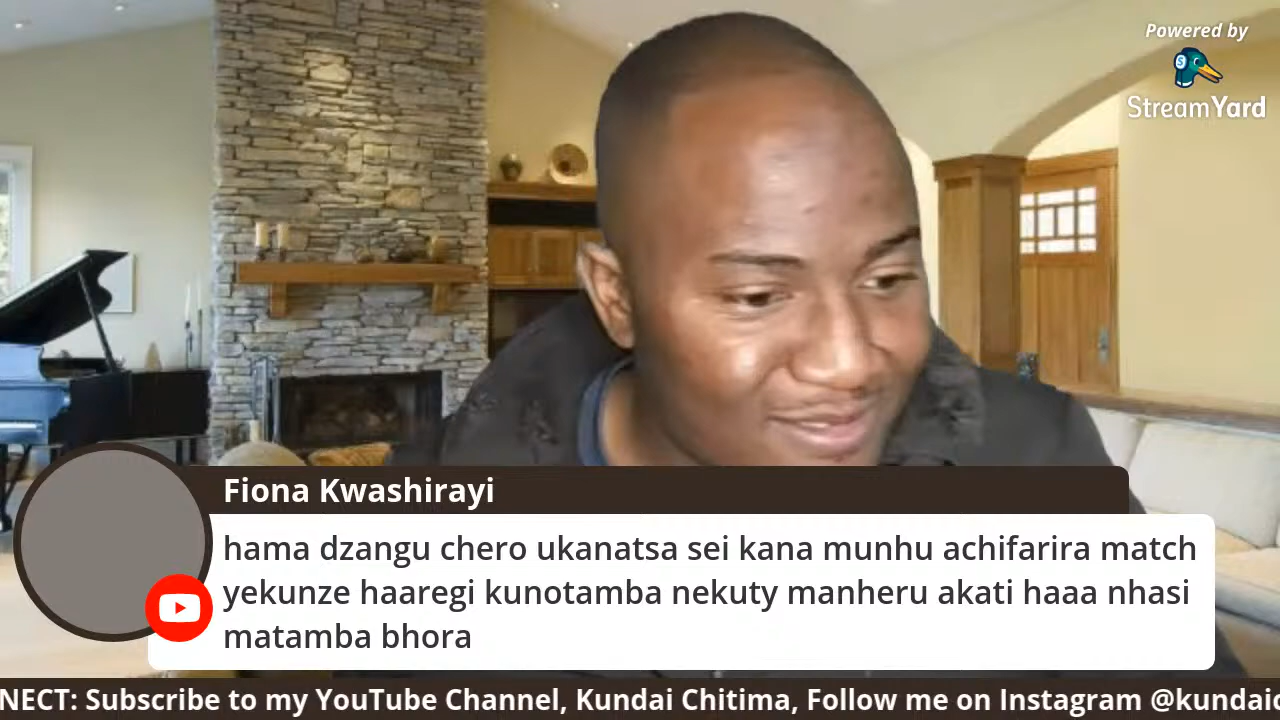 Powered by
StreamYard
Fiona Kwashirayi
hama dzangu chero ukanatsa sei kana munhu achifarira match
yekunze haaregi kunotamba nekuty manheru akati haaa nhasi
matamba bhora
NECT: Subscribe to my YouTube Channel, Kundai Chitima, Follow me on Instagram @kundaic